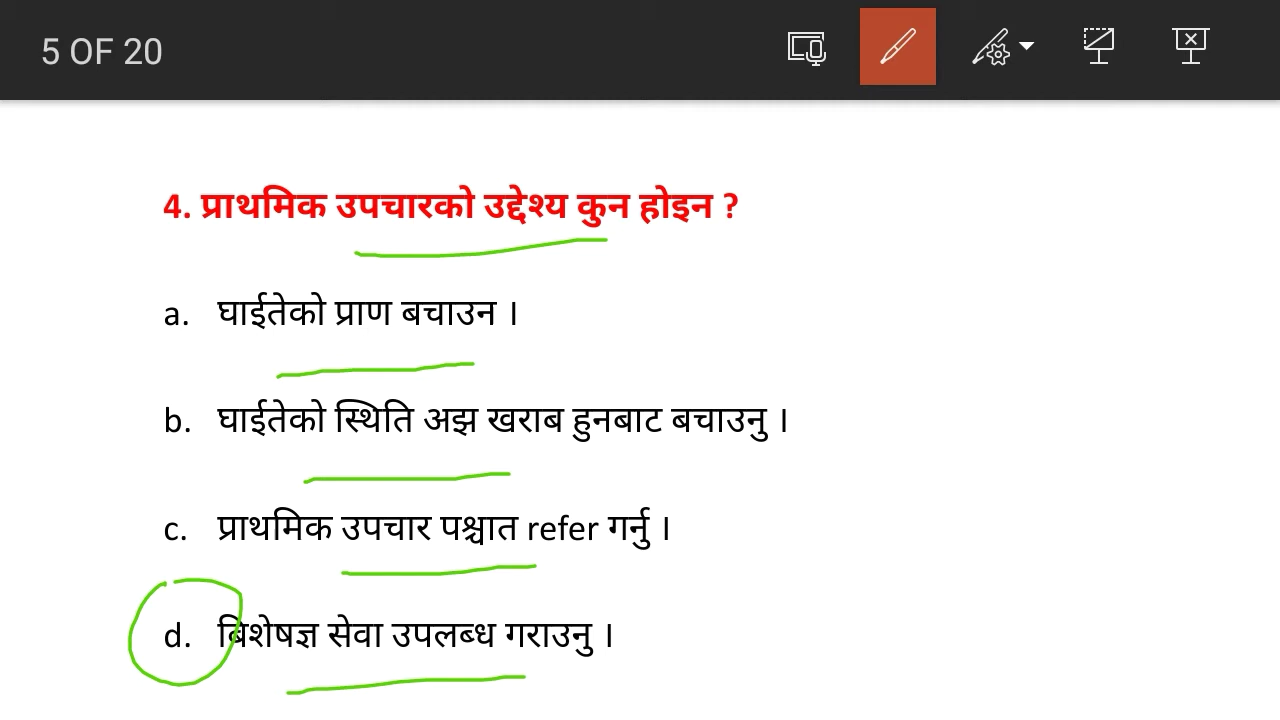 5 OF 20
4. प्राथमिक उपचारको उद्देश्य कुन होइन ?
a. घाईतेको प्राण बचाउन ।
b. घाईतेको स्थिति अझ खराब हुनबाट बचाउनु ।
c. प्राथमिक उपचार पश्चात refer गर्नु ।
d. बिशेषज्ञ सेवा उपलब्ध गराउनु ।